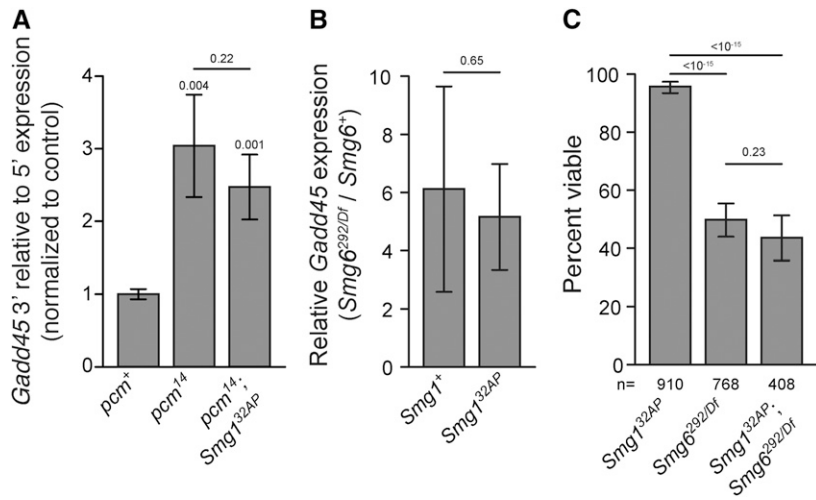 A
Gadd45 3' relative to 5' expression
(normalized to control)
4
3
2
1
0
0.22
0.004
0.001
pcm⁺
pcm¹⁴
pcm¹⁴;
Smg1³²ᴬᴾ
B
Relative Gadd45 expression
(Smg6²⁹²/ᴰᶠ / Smg6⁺)
10
8
6
4
2
0
0.65
Smg1⁺
Smg1³²ᴬᴾ
C
Percent viable
100
80
60
40
20
0
<10⁻¹⁵
<10⁻¹⁵
0.23
n= 910 768 408
Smg1³²ᴬᴾ
Smg6²⁹²/ᴰᶠ
Smg1³²ᴬᴾ;
Smg6²⁹²/ᴰᶠ